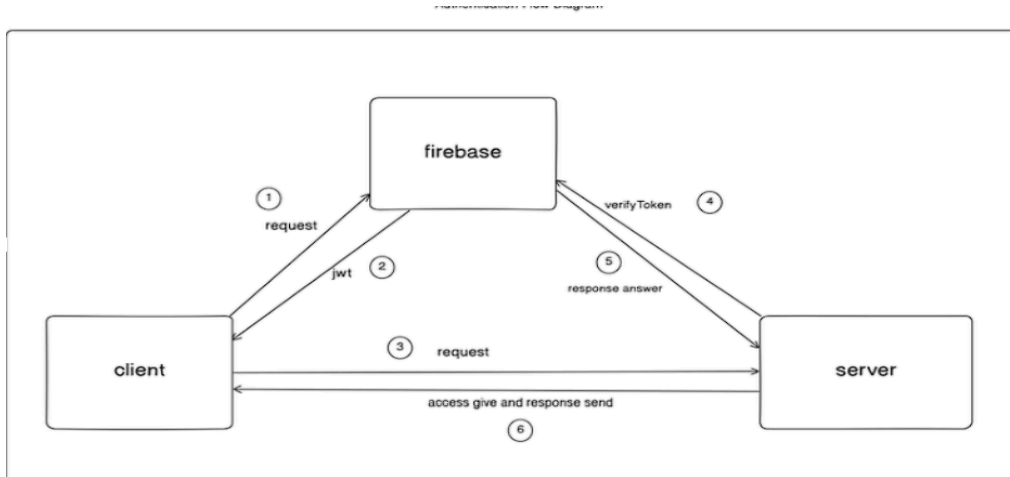 firebase
1
request
verifyToken
4
2
jwt
5
response answer
3
request
client
server
access give and response send
6